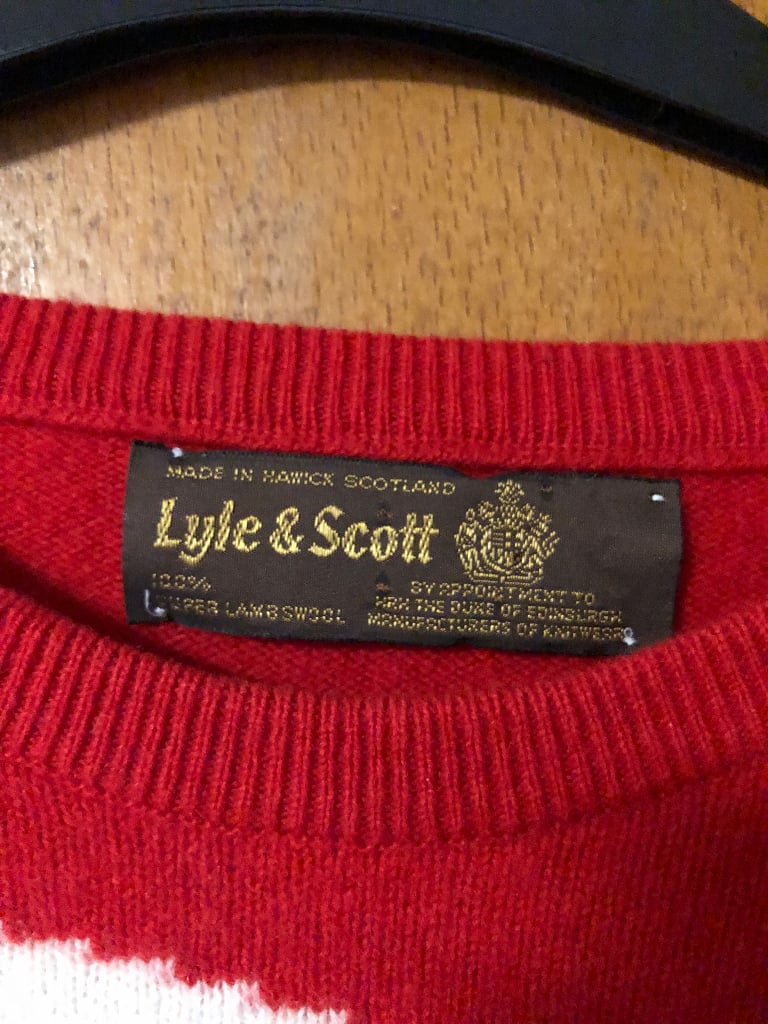 MADE IN HAWICK SCOTLAND
Lyle & Scott
100%
SUPER LAMBSWOOL
BY APPOINTMENT TO
HRH THE DUKE OF EDINBURGH
MANUFACTURERS OF KNITWEAR